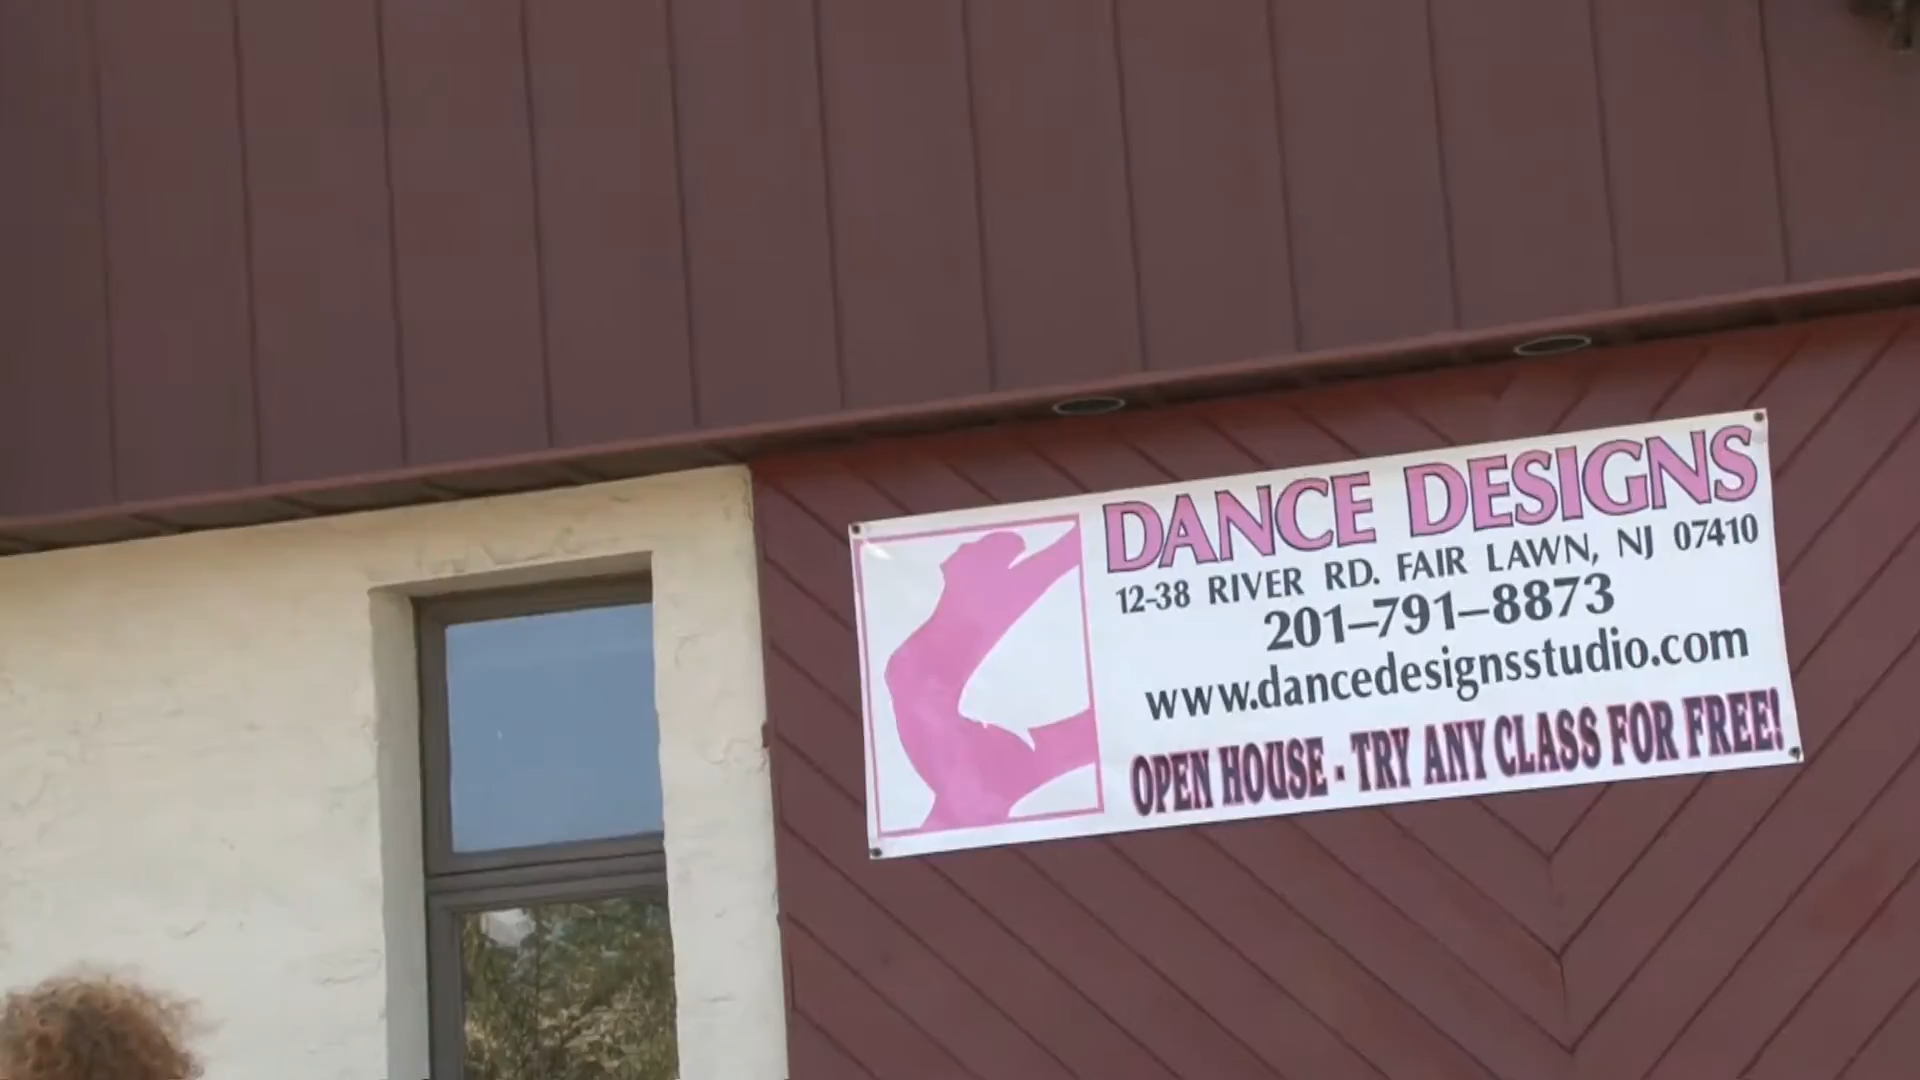 DANCE DESIGNS
12-38 RIVER RD. FAIR LAWN, NJ 07410
201-791-8873
www.dancedesignsstudio.com
OPEN HOUSE - TRY ANY CLASS FOR FREE!